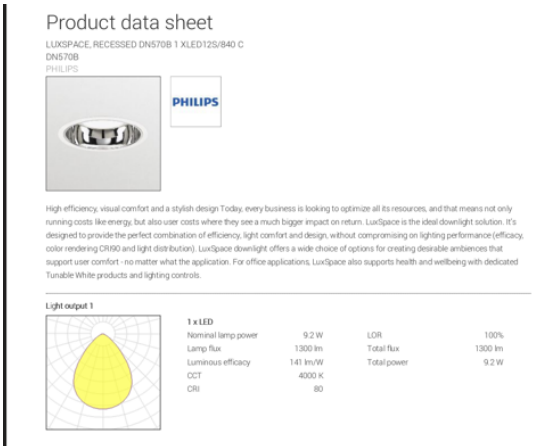 Product data sheet
LUXSPACE, RECESSED DN570B 1 XLED12S/840 C
DN570B
PHILIPS
PHILIPS
High efficiency, visual comfort and a stylish design Today, every business is looking to optimize all its resources, and that means not only
running costs like energy, but also user costs where they see a much bigger impact on return. LuxSpace is the ideal downlight solution. It's
designed to provide the perfect combination of efficiency, light comfort and design, without compromising on lighting performance (efficacy,
color rendering CRI90 and light distribution). LuxSpace downlight offers a wide choice of options for creating desirable ambiences that
support user comfort - no matter what the application. For office applications, LuxSpace also supports health and wellbeing with dedicated
Tunable White products and lighting controls.
Light output 1
1 x LED
Nominal lamp power 9.2 W LOR 100%
Lamp flux 1300 lm Total flux 1300 lm
Luminous efficacy 141 lm/W Total power 9.2 W
CCT 4000 K
CRI 80